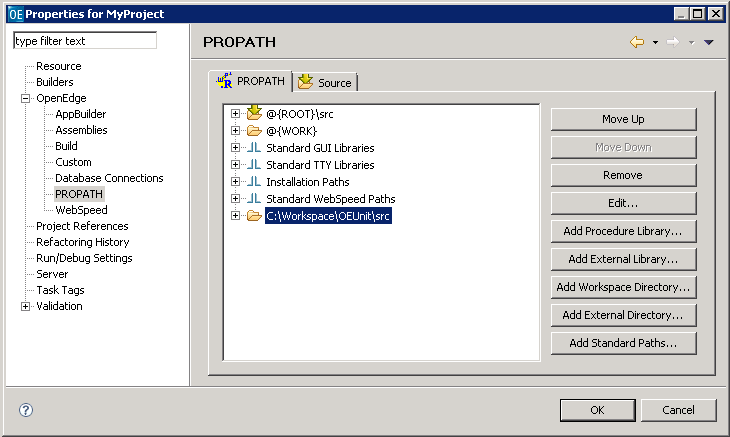 OE Properties for MyProject
type filter text
Resource
Builders
OpenEdge
AppBuilder
Assemblies
Build
Custom
Database Connections
PROPATH
WebSpeed
Project References
Refactoring History
Run/Debug Settings
Server
Task Tags
Validation
PROPATH
PROPATH
Source
@{ROOT}\src
@{WORK}
Standard GUI Libraries
Standard TTY Libraries
Installation Paths
Standard WebSpeed Paths
C:\Workspace\OEUnit\src
Move Up
Move Down
Remove
Edit...
Add Procedure Library...
Add External Library...
Add Workspace Directory...
Add External Directory...
Add Standard Paths...
?
OK
Cancel